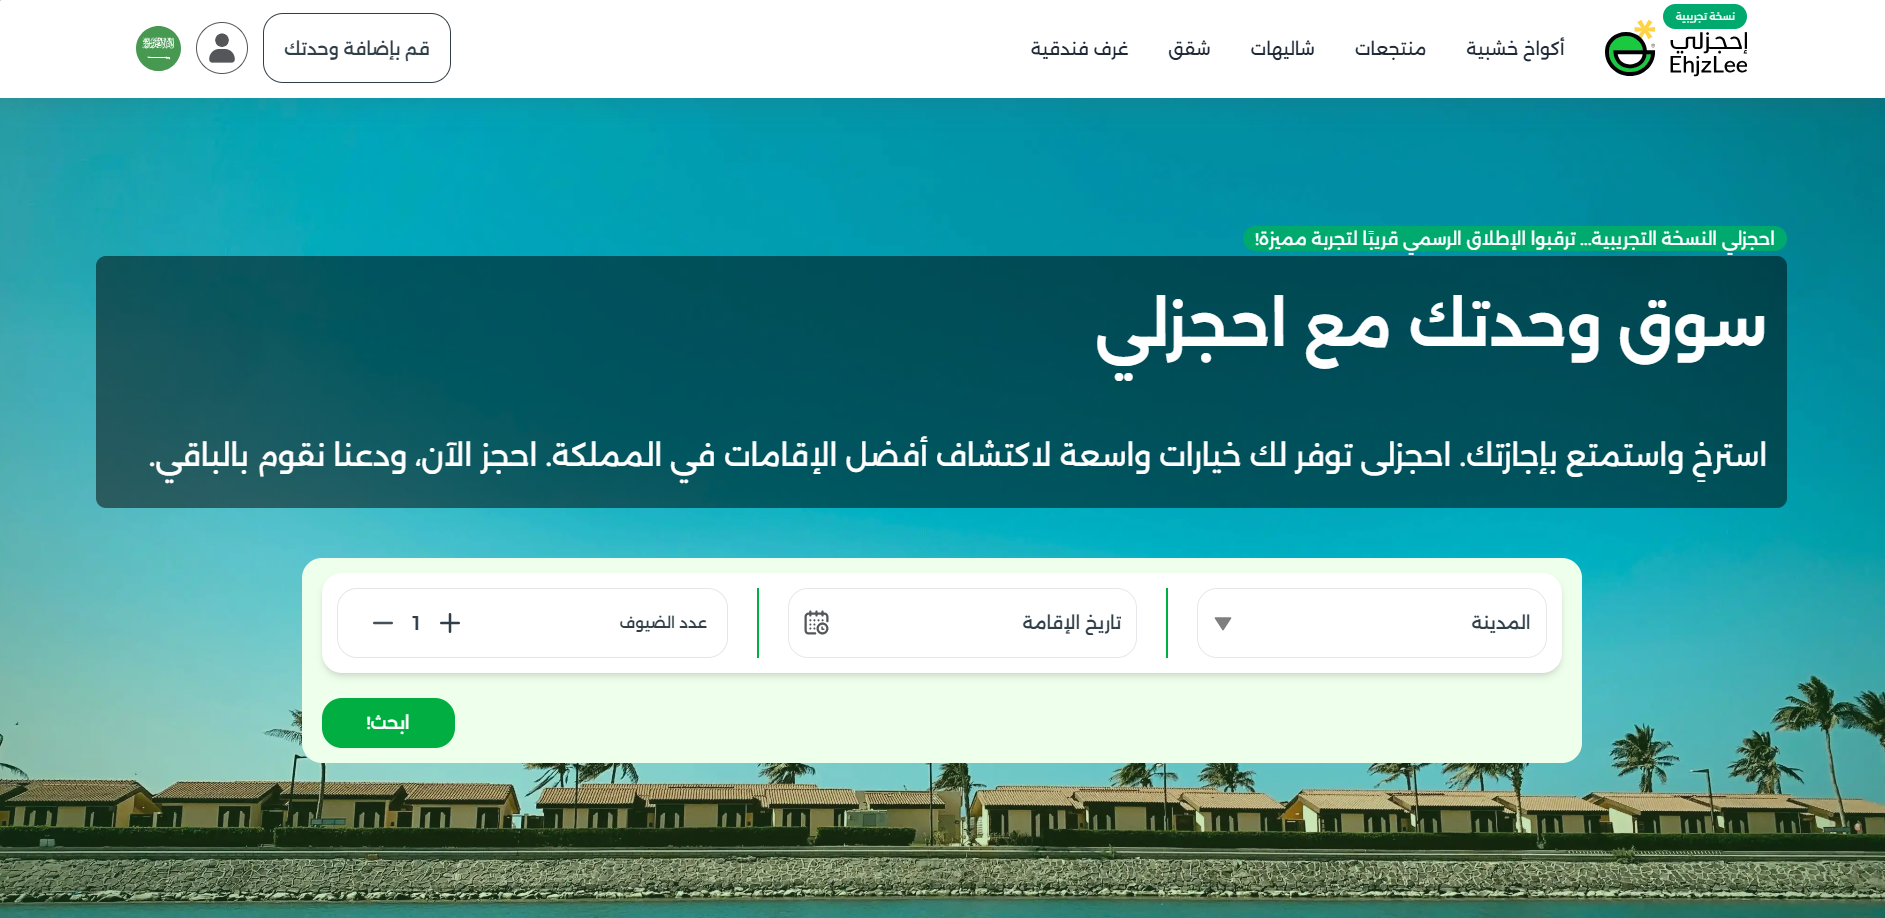 نسخة تجريبية
إحجزلي
EhjzLee
أكواخ خشبية
منتجعات
شاليهات
شقق
غرف فندقية
قم بإضافة وحدتك
احجزلي النسخة التجريبية... ترقبوا الإطلاق الرسمي قريبًا لتجربة مميزة!
سوق وحدتك مع احجزلي
استرخِ واستمتع بإجازتك. احجزلى توفر لك خيارات واسعة لاكتشاف أفضل الإقامات في المملكة. احجز الآن، ودعنا نقوم بالباقي.
المدينة
تاريخ الإقامة
عدد الضيوف
1
ابحث!